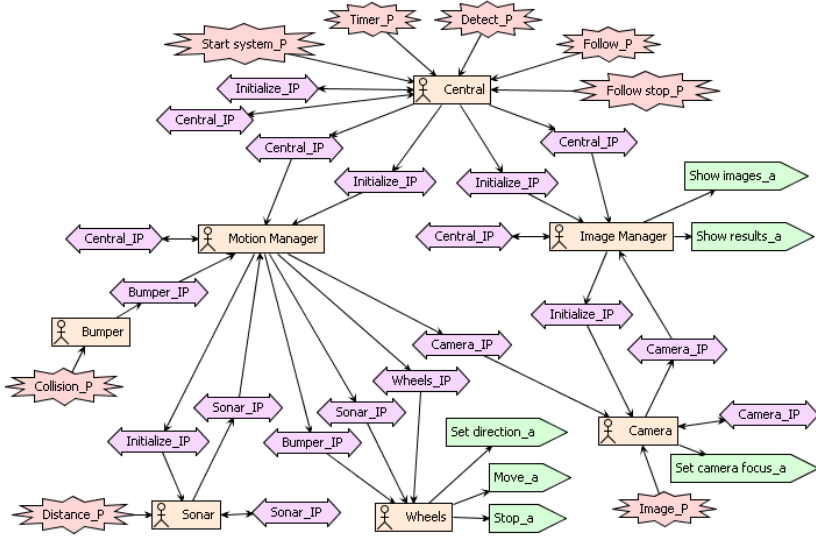 Timer_P
Detect_P
Start system_P
Follow_P
Initialize_IP
Central
Follow stop_P
Central_IP
Central_IP
Central_IP
Initialize_IP
Initialize_IP
Show images_a
Central_IP
Motion Manager
Central_IP
Image Manager
Show results_a
Bumper_IP
Initialize_IP
Bumper
Camera_IP
Camera_IP
Collision_P
Wheels_IP
Sonar_IP
Sonar_IP
Camera_IP
Initialize_IP
Bumper_IP
Set direction_a
Camera
Set camera focus_a
Move_a
Distance_P
Sonar
Sonar_IP
Wheels
Stop_a
Image_P